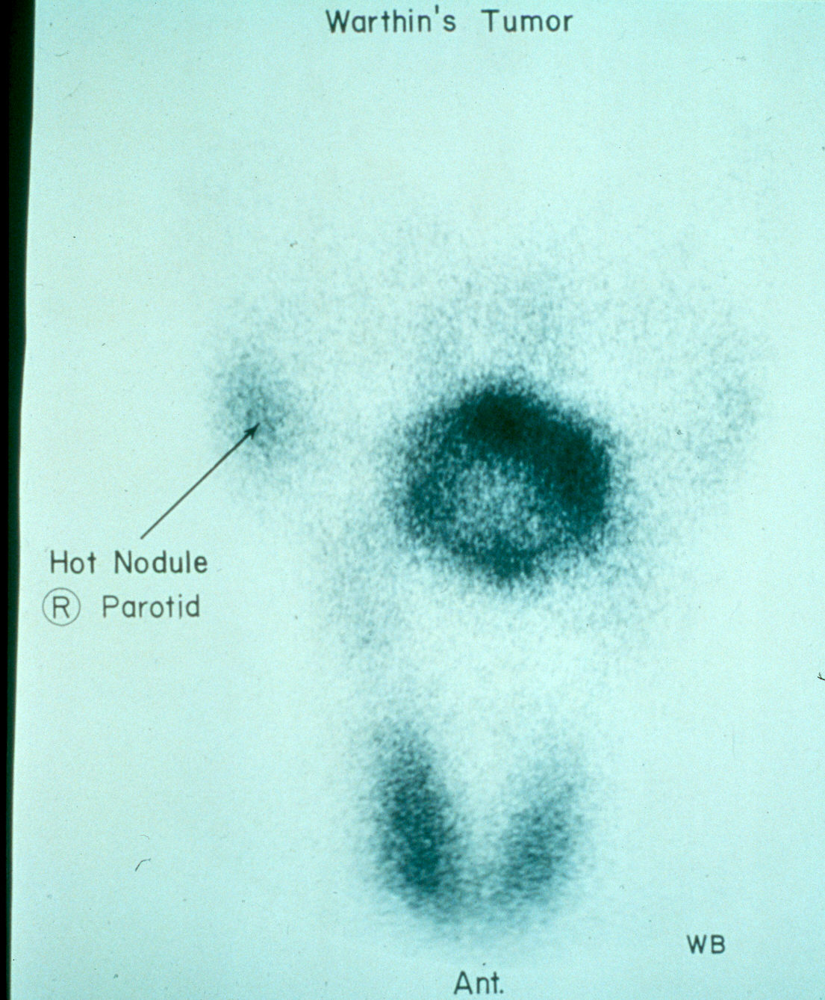 Warthin's Tumor
Hot Nodule
Ⓡ Parotid
WB
Ant.